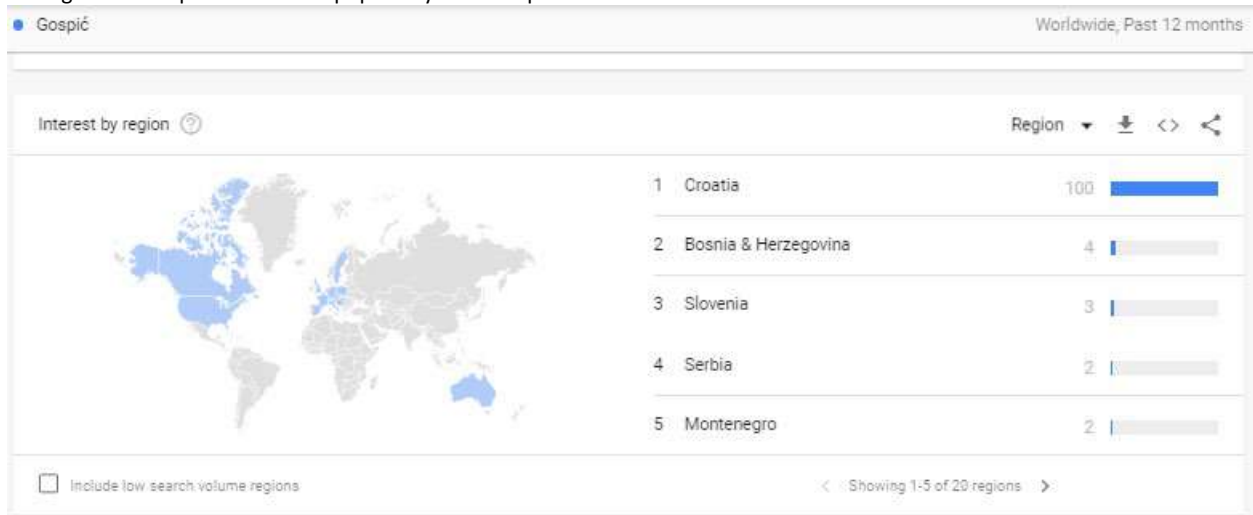 Gospić
Worldwide, Past 12 months
Interest by region
Region
1 Croatia 100
2 Bosnia & Herzegovina 4
3 Slovenia 3
4 Serbia 2
5 Montenegro 2
Include low search volume regions
Showing 1-5 of 20 regions